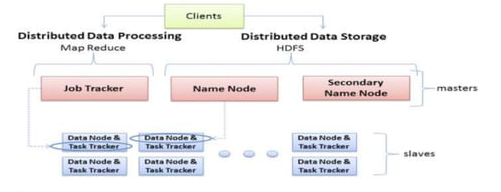 Clients
Distributed Data Processing
Map Reduce
Distributed Data Storage
HDFS
Job Tracker
Name Node
Secondary
Name Node
masters
Data Node &
Task Tracker
Data Node &
Task Tracker
Data Node &
Task Tracker
Data Node &
Task Tracker
Data Node &
Task Tracker
Data Node &
Task Tracker
slaves